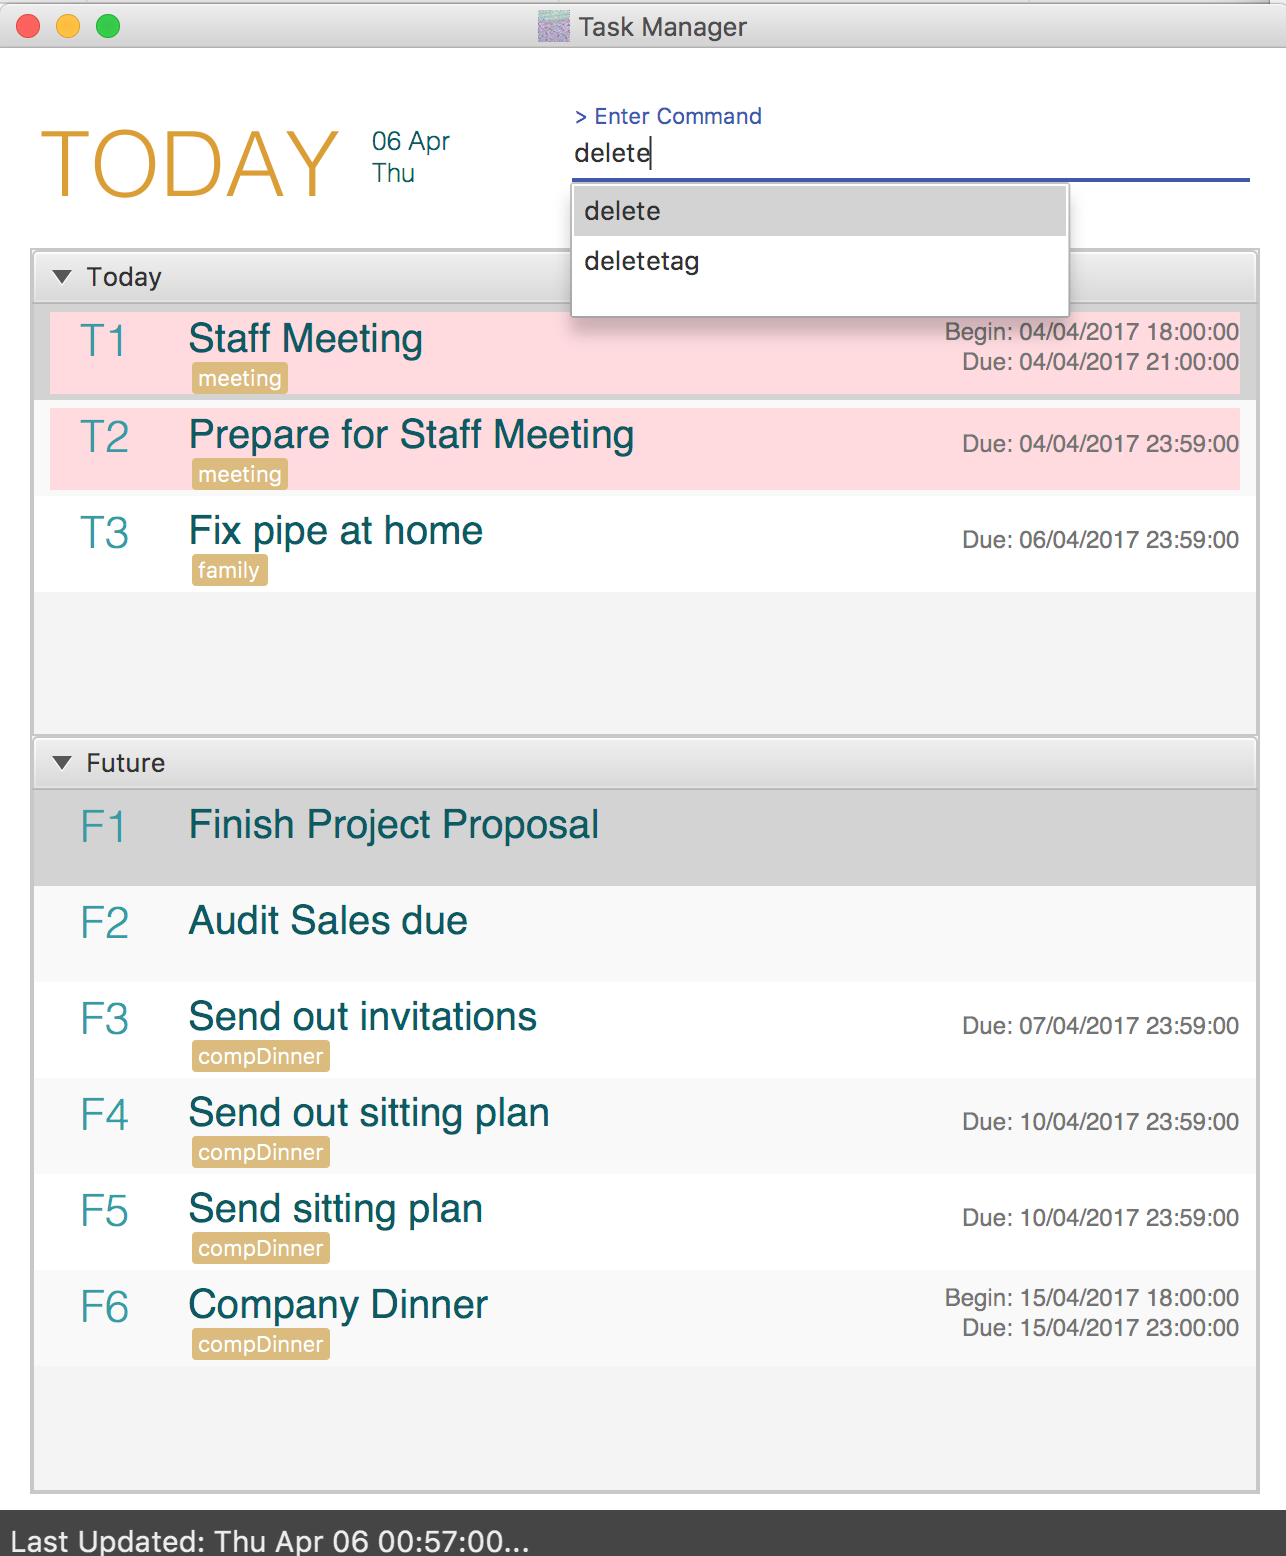 Task Manager
TODAY
06 Apr
Thu
> Enter Command
delete
delete
deletetag
Today
T1
Staff Meeting
meeting
Begin: 04/04/2017 18:00:00
Due: 04/04/2017 21:00:00
T2
Prepare for Staff Meeting
meeting
Due: 04/04/2017 23:59:00
T3
Fix pipe at home
family
Due: 06/04/2017 23:59:00
Future
F1
Finish Project Proposal
F2
Audit Sales due
F3
Send out invitations
compDinner
Due: 07/04/2017 23:59:00
F4
Send out sitting plan
compDinner
Due: 10/04/2017 23:59:00
F5
Send sitting plan
compDinner
Due: 10/04/2017 23:59:00
F6
Company Dinner
compDinner
Begin: 15/04/2017 18:00:00
Due: 15/04/2017 23:00:00
Last Updated: Thu Apr 06 00:57:00...